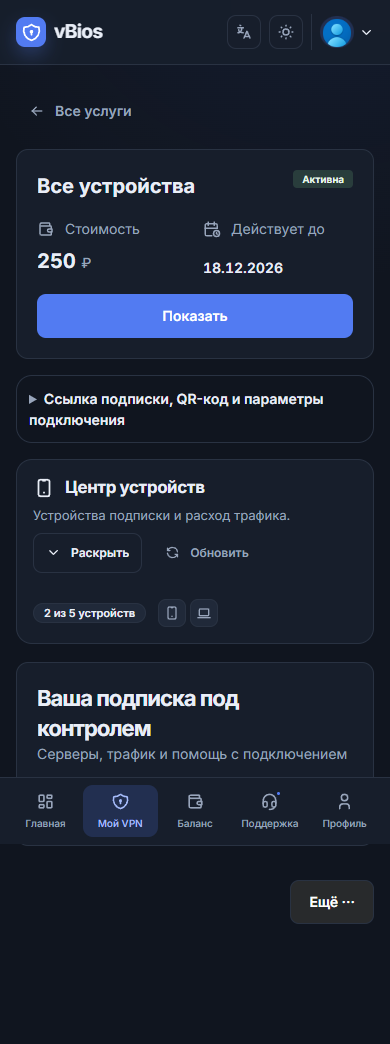 vBios
Все услуги
Все устройства
Активна
Стоимость
Действует до
250 ₽
18.12.2026
Показать
Ссылка подписки, QR-код и параметры
подключения
Центр устройств
Устройства подписки и расход трафика.
Раскрыть
Обновить
2 из 5 устройств
Ваша подписка под
контролем
Серверы, трафик и помощь с подключением
Главная
Мой VPN
Баланс
Поддержка
Профиль
Ещё ···